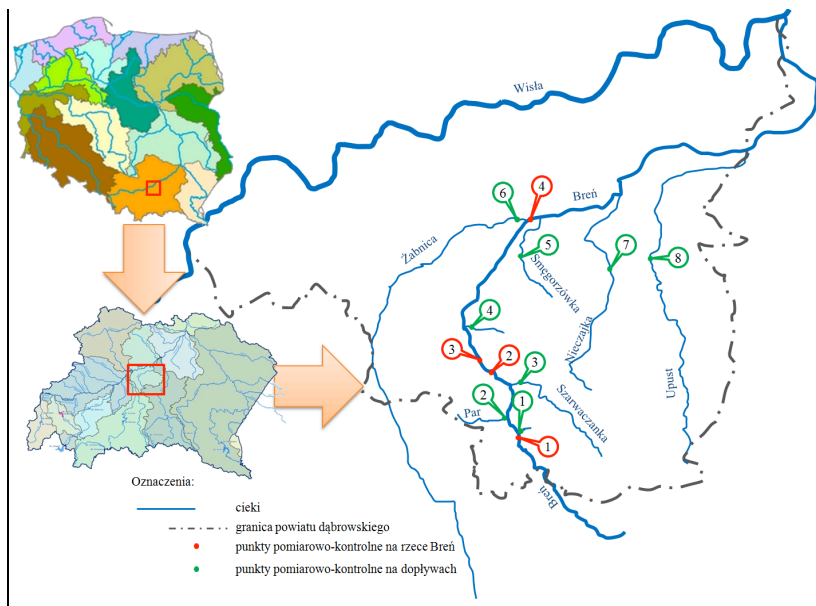 Wisła
Breń
4
6
Żabnica
5
Smęgorzówka
7
8
4
Nieczajka
3
2
3
Upust
Szarwaczanka
2
1
Par
1
Breń
Oznaczenia:
cieki
granica powiatu dąbrowskiego
punkty pomiarowo-kontrolne na rzece Breń
punkty pomiarowo-kontrolne na dopływach